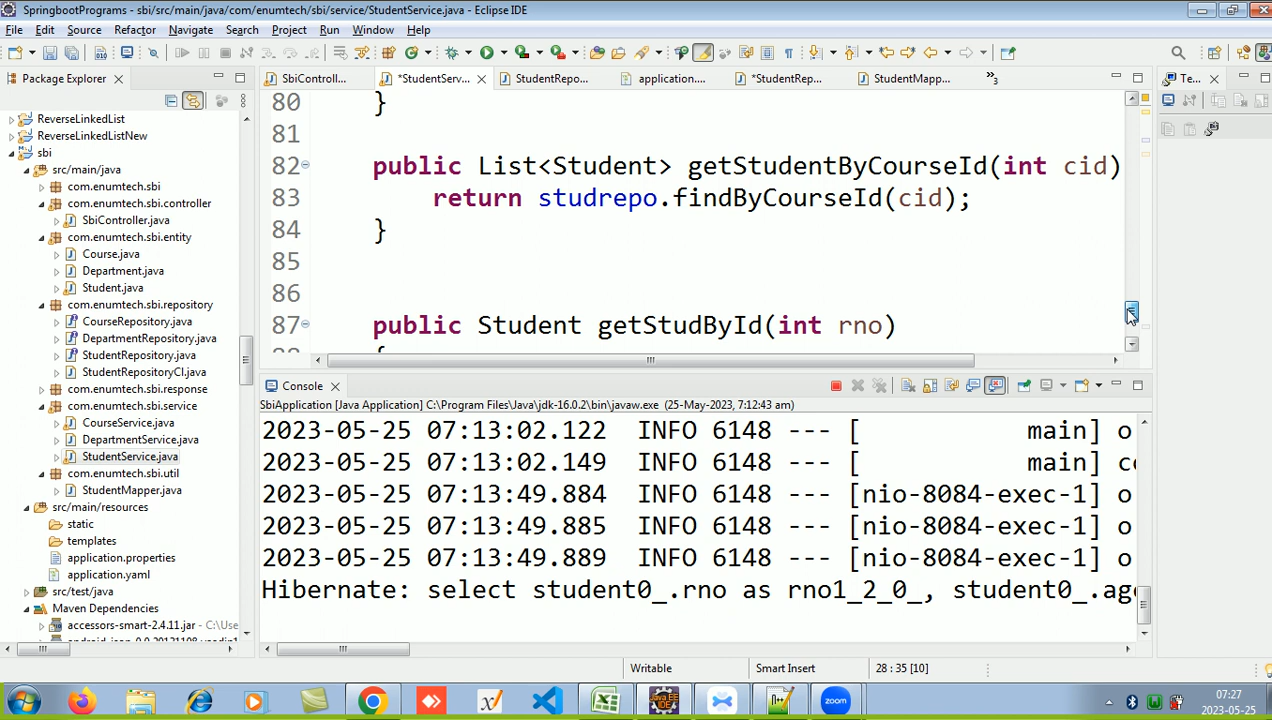 SpringbootPrograms - sbi/src/main/java/com/enumtech/sbi/service/StudentService.java - Eclipse IDE
File Edit Source Refactor Navigate Search Project Run Window Help
Package Explorer
ReverseLinkedList
ReverseLinkedListNew
sbi
src/main/java
com.enumtech.sbi
com.enumtech.sbi.controller
SbiController.java
com.enumtech.sbi.entity
Course.java
Department.java
Student.java
com.enumtech.sbi.repository
CourseRepository.java
DepartmentRepository.java
StudentRepository.java
StudentRepositoryCI.java
com.enumtech.sbi.response
com.enumtech.sbi.service
CourseService.java
DepartmentService.java
StudentService.java
com.enumtech.sbi.util
StudentMapper.java
src/main/resources
static
templates
application.properties
application.yaml
src/test/java
Maven Dependencies
accessors-smart-2.4.11.jar - C:\Use
SbiControll... *StudentServ... StudentRepo... application.... *StudentRep... StudentMapp... »3
80 }
81
82 public List<Student> getStudentByCourseId(int cid)
83 return studrepo.findByCourseId(cid);
84 }
85
86
87 public Student getStudById(int rno)
{
Te...
Console
SbiApplication [Java Application] C:\Program Files\Java\jdk-16.0.2\bin\javaw.exe (25-May-2023, 7:12:43 am)
2023-05-25 07:13:02.122 INFO 6148 --- [ main] o
2023-05-25 07:13:02.149 INFO 6148 --- [ main] co
2023-05-25 07:13:49.884 INFO 6148 --- [nio-8084-exec-1] o
2023-05-25 07:13:49.885 INFO 6148 --- [nio-8084-exec-1] o
2023-05-25 07:13:49.889 INFO 6148 --- [nio-8084-exec-1] o
Hibernate: select student0_.rno as rno1_2_0_, student0_.age
Writable Smart Insert 28 : 35 [10]
zoom
07:27
2023-05-25